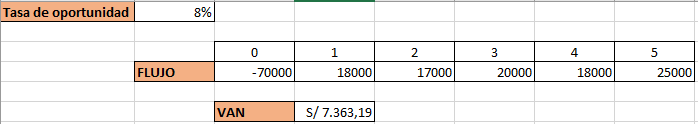 Tasa de oportunidad 8%
0 1 2 3 4 5
FLUJO -70000 18000 17000 20000 18000 25000
VAN S/ 7.363,19